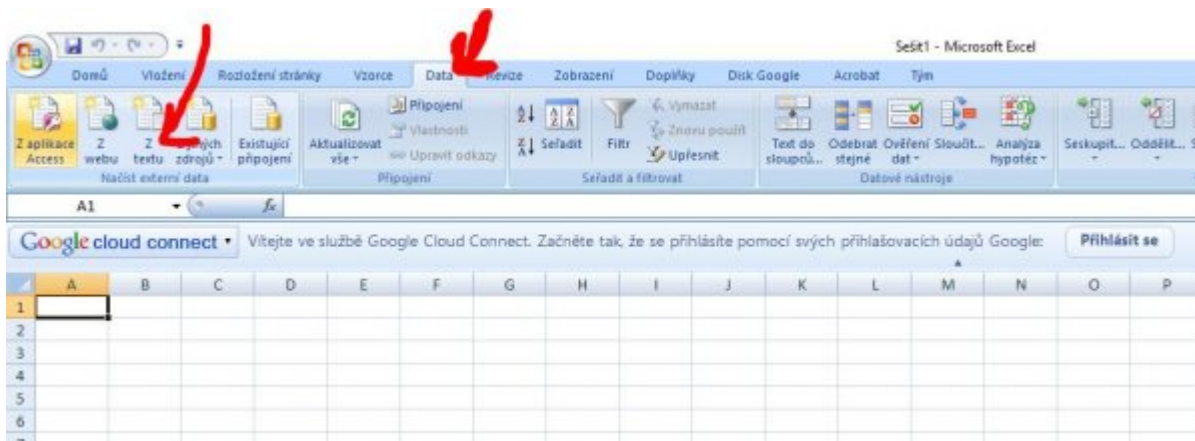 Sešit1 - Microsoft Excel
Domů Vložení Rozložení stránky Vzorce Data Revize Zobrazení Doplňky Disk Google Acrobat Tým
Z aplikace Access
Z webu
Z textu
zdrojů
Existující připojení
Načíst externí data
Aktualizovat vše
Připojení
Vlastnosti
Upravit odkazy
Připojení
Seřadit
Filtr
Vymazat
Znovu použít
Upřesnit
Seřadit a filtrovat
Text do sloupců...
Odebrat stejné
Ověření dat
Sloučit...
Analýza hypotéz
Datové nástroje
Seskupit...
Oddělit...
A1 fx
Google cloud connect Vítejte ve službě Google Cloud Connect. Začněte tak, že se přihlásíte pomocí svých přihlašovacích údajů Google: Přihlásit se
A B C D E F G H I J K L M N O P
1
2
3
4
5
6